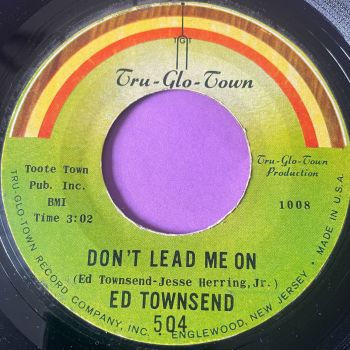 TGT
Tru-Glo-Town
Toote Town
Pub. Inc.
BMI
Time 3:02
Tru-Glo-Town
Production
1008
DON'T LEAD ME ON
(Ed Townsend-Jesse Herring, Jr.)
ED TOWNSEND
504
TRU-GLO-TOWN RECORD COMPANY, INC. • ENGLEWOOD, NEW JERSEY • MADE IN U.S.A.